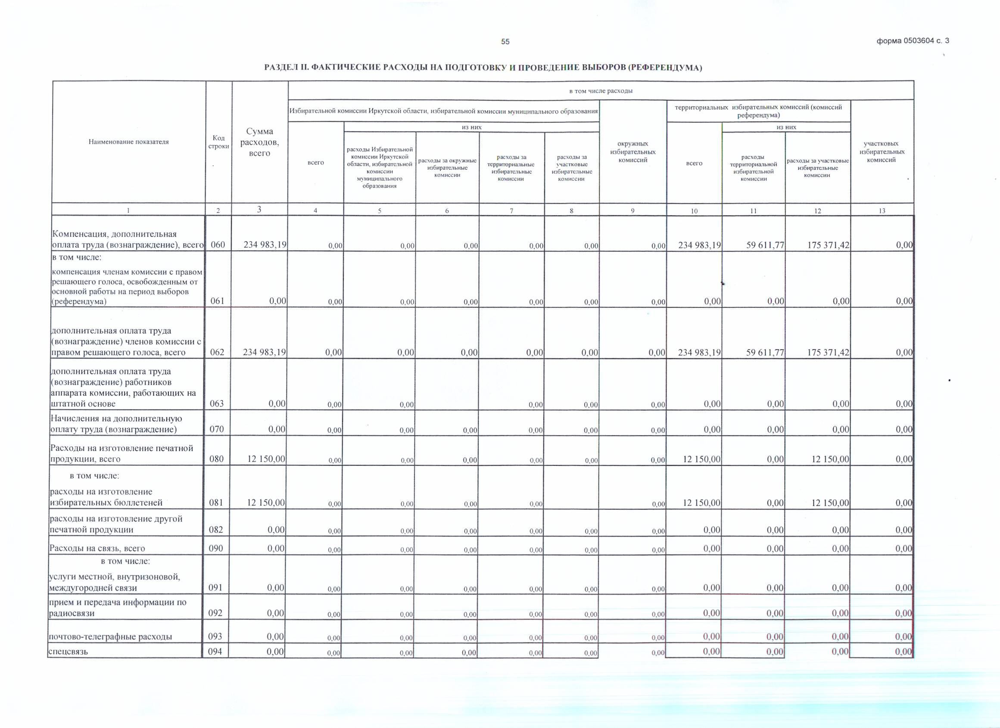 55
форма 0503604 с. 3
РАЗДЕЛ II. ФАКТИЧЕСКИЕ РАСХОДЫ НА ПОДГОТОВКУ И ПРОВЕДЕНИЕ ВЫБОРОВ (РЕФЕРЕНДУМА)
Наименование показателя
Код
строки
Сумма
расходов,
всего
в том числе расходы
Избирательной комиссии Иркутской области, избирательной комиссии муниципального образования
всего
из них
расходы Избирательной
комиссии Иркутской
области, избирательной
комиссии
муниципального
образования
расходы за окружные
избирательные
комиссии
расходы за
территориальные
избирательные
комиссии
расходы за
участковые
избирательные
комиссии
окружных
избирательных
комиссий
территориальных избирательных комиссий (комиссий
референдума)
всего
из них
расходы
территориальной
избирательной
комиссии
расходы за участковые
избирательные
комиссии
участковых
избирательных
комиссий
1 2 3 4 5 6 7 8 9 10 11 12 13
Компенсация, дополнительная
оплата труда (вознаграждение), всего 060 234 983,19 0,00 0,00 0,00 0,00 0,00 0,00 234 983,19 59 611,77 175 371,42 0,00
в том числе:
компенсация членам комиссии с правом
решающего голоса, освобожденным от
основной работы на период выборов
(референдума) 061 0,00 0,00 0,00 0,00 0,00 0,00 0,00 0,00 0,00 0,00 0,00
дополнительная оплата труда
(вознаграждение) членов комиссии с
правом решающего голоса, всего 062 234 983,19 0,00 0,00 0,00 0,00 0,00 0,00 234 983,19 59 611,77 175 371,42 0,00
дополнительная оплата труда
(вознаграждение) работников
аппарата комиссии, работающих на
штатной основе 063 0,00 0,00 0,00 0,00 0,00 0,00 0,00 0,00 0,00 0,00
Начисления на дополнительную
оплату труда (вознаграждение) 070 0,00 0,00 0,00 0,00 0,00 0,00 0,00 0,00 0,00 0,00 0,00
Расходы на изготовление печатной
продукции, всего 080 12 150,00 0,00 0,00 0,00 0,00 0,00 0,00 12 150,00 0,00 12 150,00 0,00
в том числе:
расходы на изготовление
избирательных бюллетеней 081 12 150,00 0,00 0,00 0,00 0,00 0,00 12 150,00 0,00 12 150,00 0,00
расходы на изготовление другой
печатной продукции 082 0,00 0,00 0,00 0,00 0,00 0,00 0,00 0,00 0,00 0,00 0,00
Расходы на связь, всего 090 0,00 0,00 0,00 0,00 0,00 0,00 0,00 0,00 0,00 0,00 0,00
в том числе:
услуги местной, внутризоновой,
междугородней связи 091 0,00 0,00 0,00 0,00 0,00 0,00 0,00 0,00 0,00 0,00 0,00
прием и передача информации по
радиосвязи 092 0,00 0,00 0,00 0,00 0,00 0,00 0,00 0,00 0,00 0,00 0,00
почтово-телеграфные расходы 093 0,00 0,00 0,00 0,00 0,00 0,00 0,00 0,00 0,00 0,00 0,00
спецсвязь 094 0,00 0,00 0,00 0,00 0,00 0,00 0,00 0,00 0,00 0,00 0,00